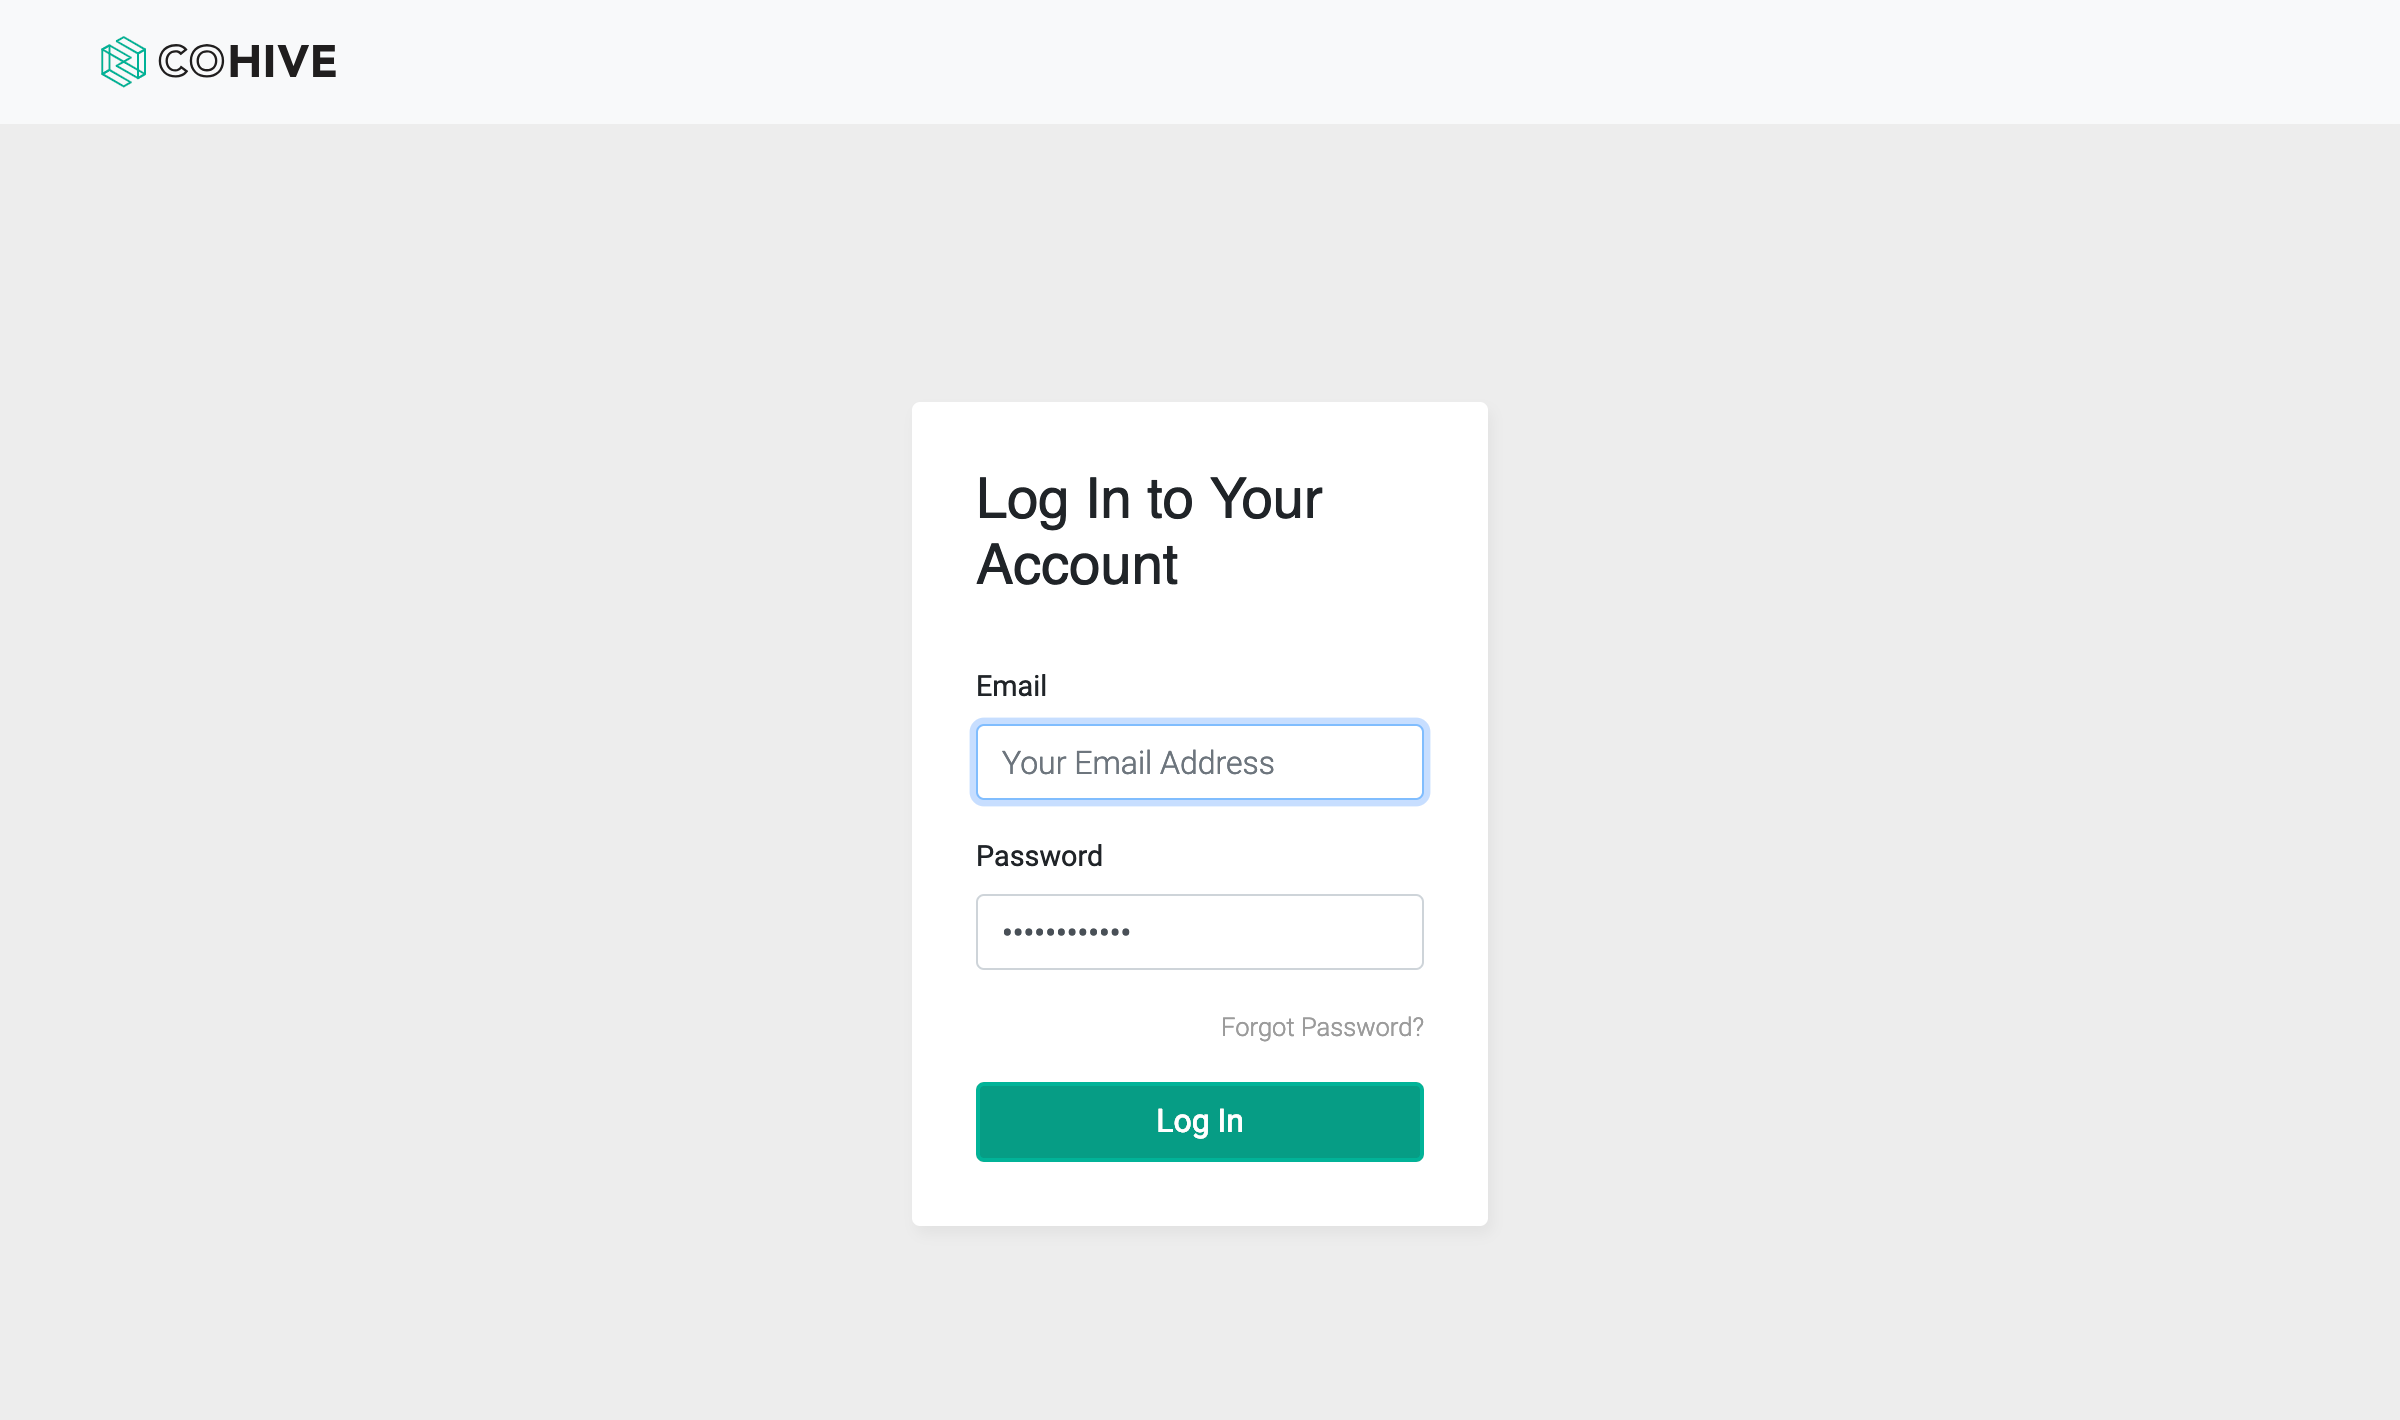 COHIVE
Log In to Your
Account
Email
Your Email Address
Password
••••••••••••
Forgot Password?
Log In